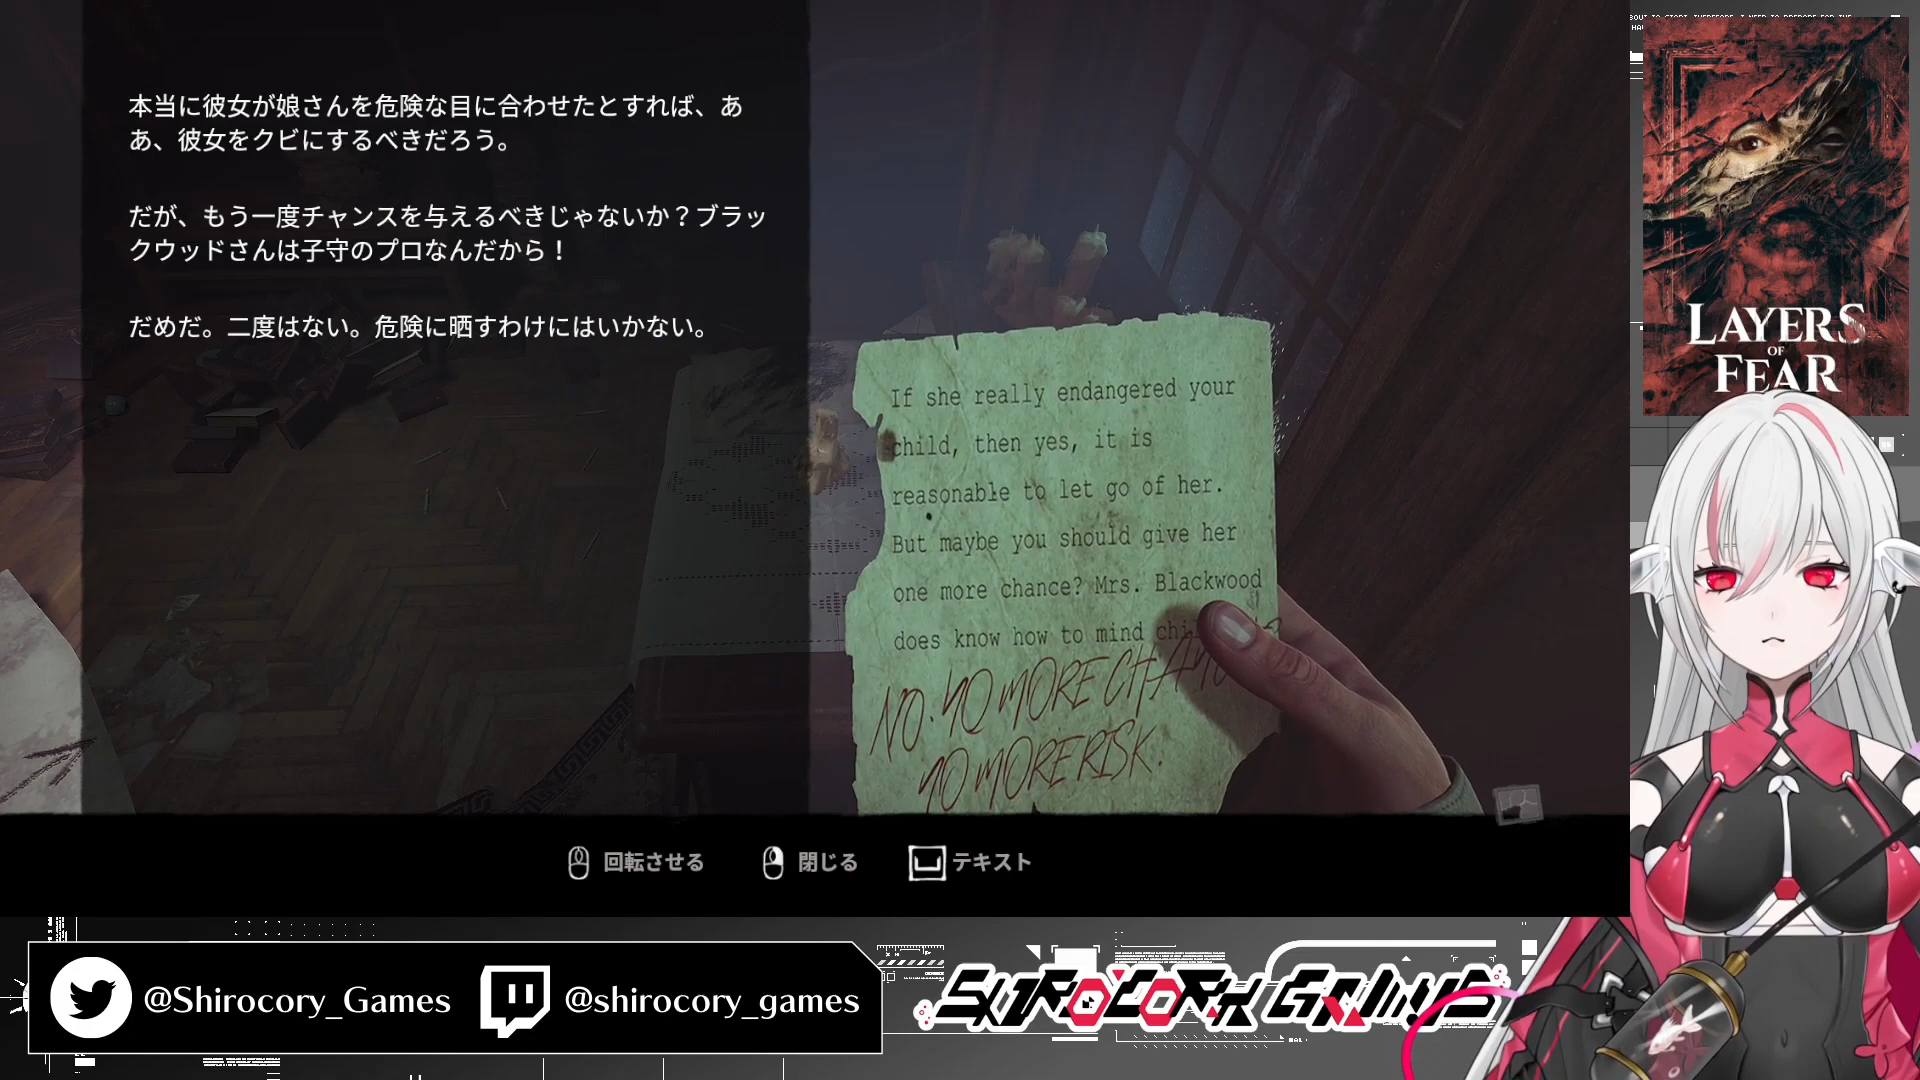 本当に彼女が娘さんを危険な目に合わせたとすれば、あ
あ、彼女をクビにするべきだろう。
だが、もう一度チャンスを与えるべきじゃないか？ブラッ
クウッドさんは子守のプロなんだから！
だめだ。二度はない。危険に晒すわけにはいかない。
If she really endangered your
child, then yes, it is
reasonable to let go of her.
But maybe you should give her
one more chance? Mrs. Blackwood
does know how to mind
NO. NO MORE
NO MORE RISK.
回転させる
閉じる
テキスト
LAYERS
OF
FEAR
@Shirocory_Games
@shirocory_games
SHIROCORY GAMES